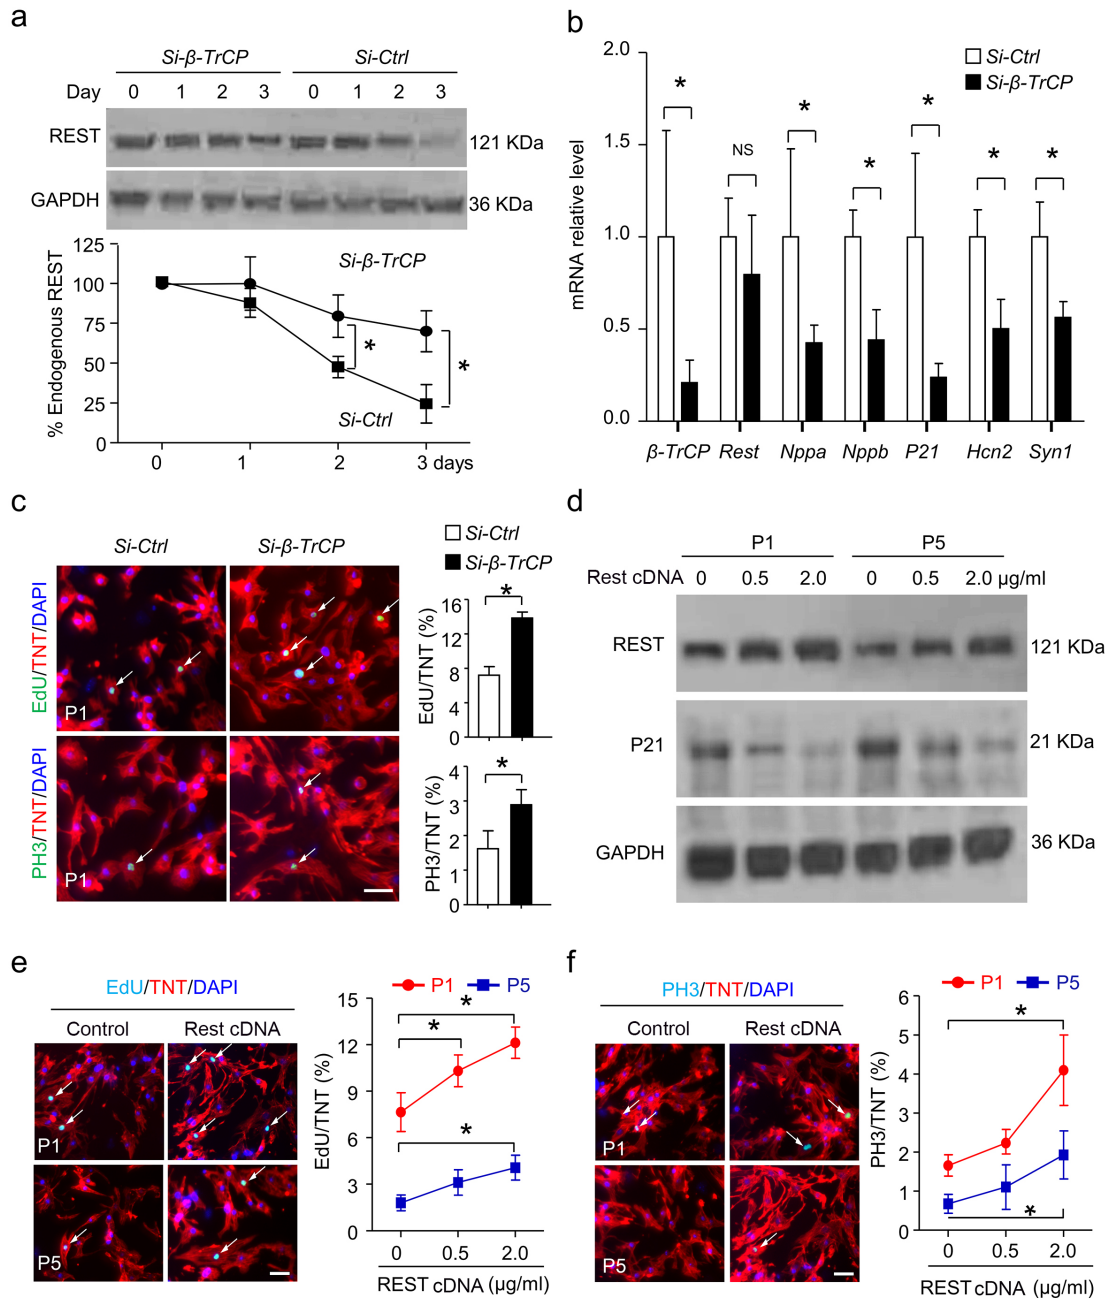 a
Si-β-TrCP Si-Ctrl
Day 0 1 2 3 0 1 2 3
REST 121 KDa
GAPDH 36 KDa
% Endogenous REST
125
100
75
50
25
0
Si-β-TrCP
*
*
Si-Ctrl
0 1 2 3 days
b
mRNA relative level
2.0
1.5
1.0
0.5
0.0
Si-Ctrl
Si-β-TrCP
* NS * * * * *
β-TrCP Rest Nppa Nppb P21 Hcn2 Syn1
c
Si-Ctrl Si-β-TrCP
EdU/TNT/DAPI
P1
PH3/TNT/DAPI
P1
Si-Ctrl
Si-β-TrCP
EdU/TNT (%)
16
12
8
4
0
*
PH3/TNT (%)
4
3
2
1
0
*
d
P1 P5
Rest cDNA 0 0.5 2.0 0 0.5 2.0 µg/ml
REST 121 KDa
P21 21 KDa
GAPDH 36 KDa
e
EdU/TNT/DAPI
Control Rest cDNA
P1
P5
P1 P5
EdU/TNT (%)
15
12
9
6
3
0
*
*
*
0 0.5 2.0
REST cDNA (µg/ml)
f
PH3/TNT/DAPI
Control Rest cDNA
P1
P5
P1 P5
PH3/TNT (%)
6
5
4
3
2
1
0
*
*
0 0.5 2.0
REST cDNA (µg/ml)